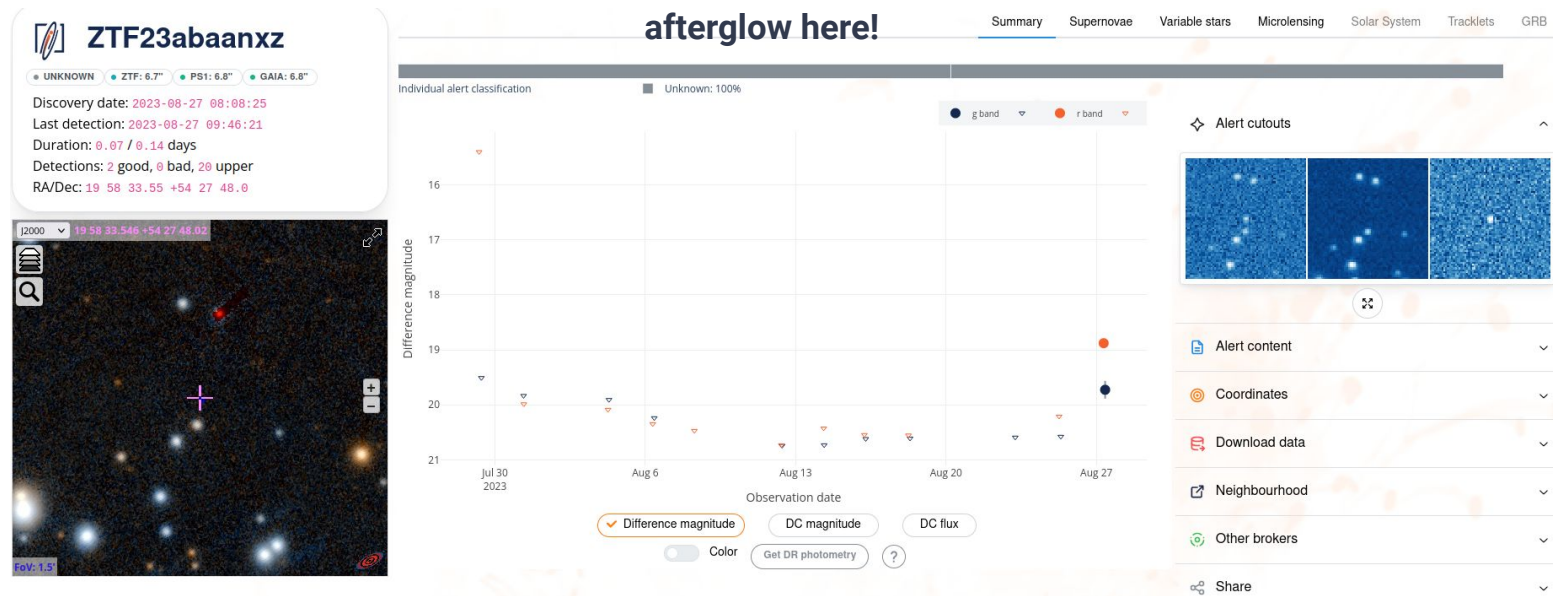 afterglow here!
ZTF23abaanxz
UNKNOWN ZTF: 6.7" PS1: 6.8" GAIA: 6.8"
Discovery date: 2023-08-27 08:08:25
Last detection: 2023-08-27 09:46:21
Duration: 0.07 / 0.14 days
Detections: 2 good, 0 bad, 20 upper
RA/Dec: 19 58 33.55 +54 27 48.0
J2000 19 58 33.546 +54 27 48.02
+
−
FoV: 1.5'
Summary Supernovae Variable stars Microlensing Solar System Tracklets GRB
Individual alert classification Unknown: 100%
g band r band
Difference magnitude
16
17
18
19
20
21
Jul 30 Aug 6 Aug 13 Aug 20 Aug 27
2023
Observation date
Difference magnitude DC magnitude DC flux
Color Get DR photometry ?
Alert cutouts
Alert content
Coordinates
Download data
Neighbourhood
Other brokers
Share